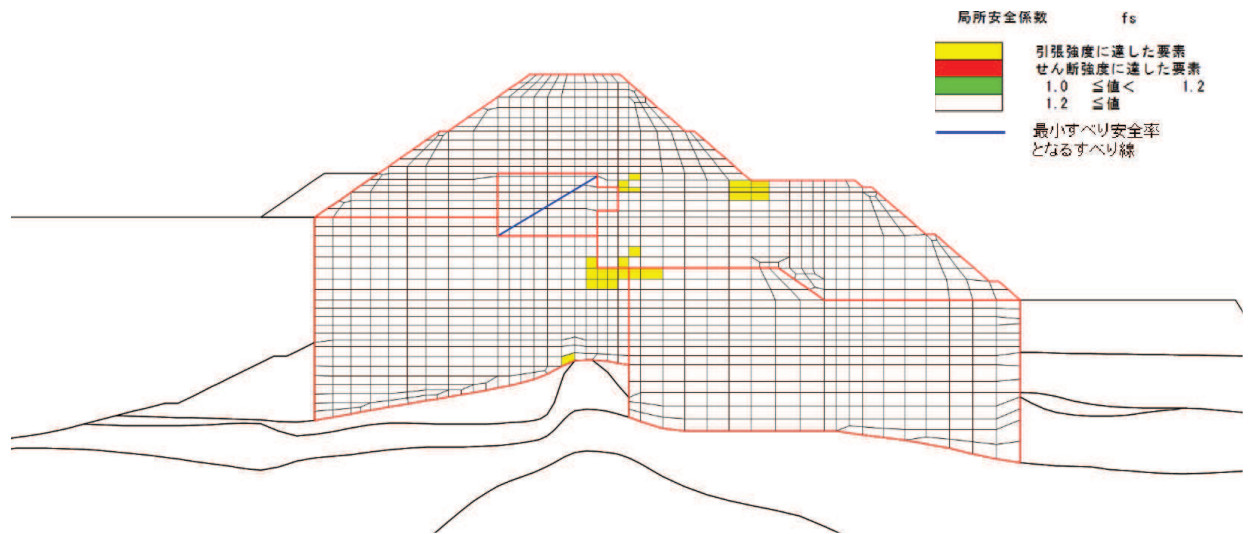 局所安全係数 fs
引張強度に達した要素
せん断強度に達した要素
1.0 ≦値< 1.2
1.2 ≦値
最小すべり安全率
となるすべり線